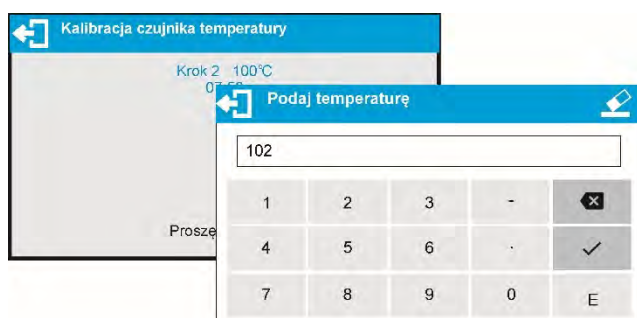 Kalibracja czujnika temperatury
Krok 2 100°C
Podaj temperaturę
102
1 2 3 -
4 5 6 .
7 8 9 0 E
Proszę